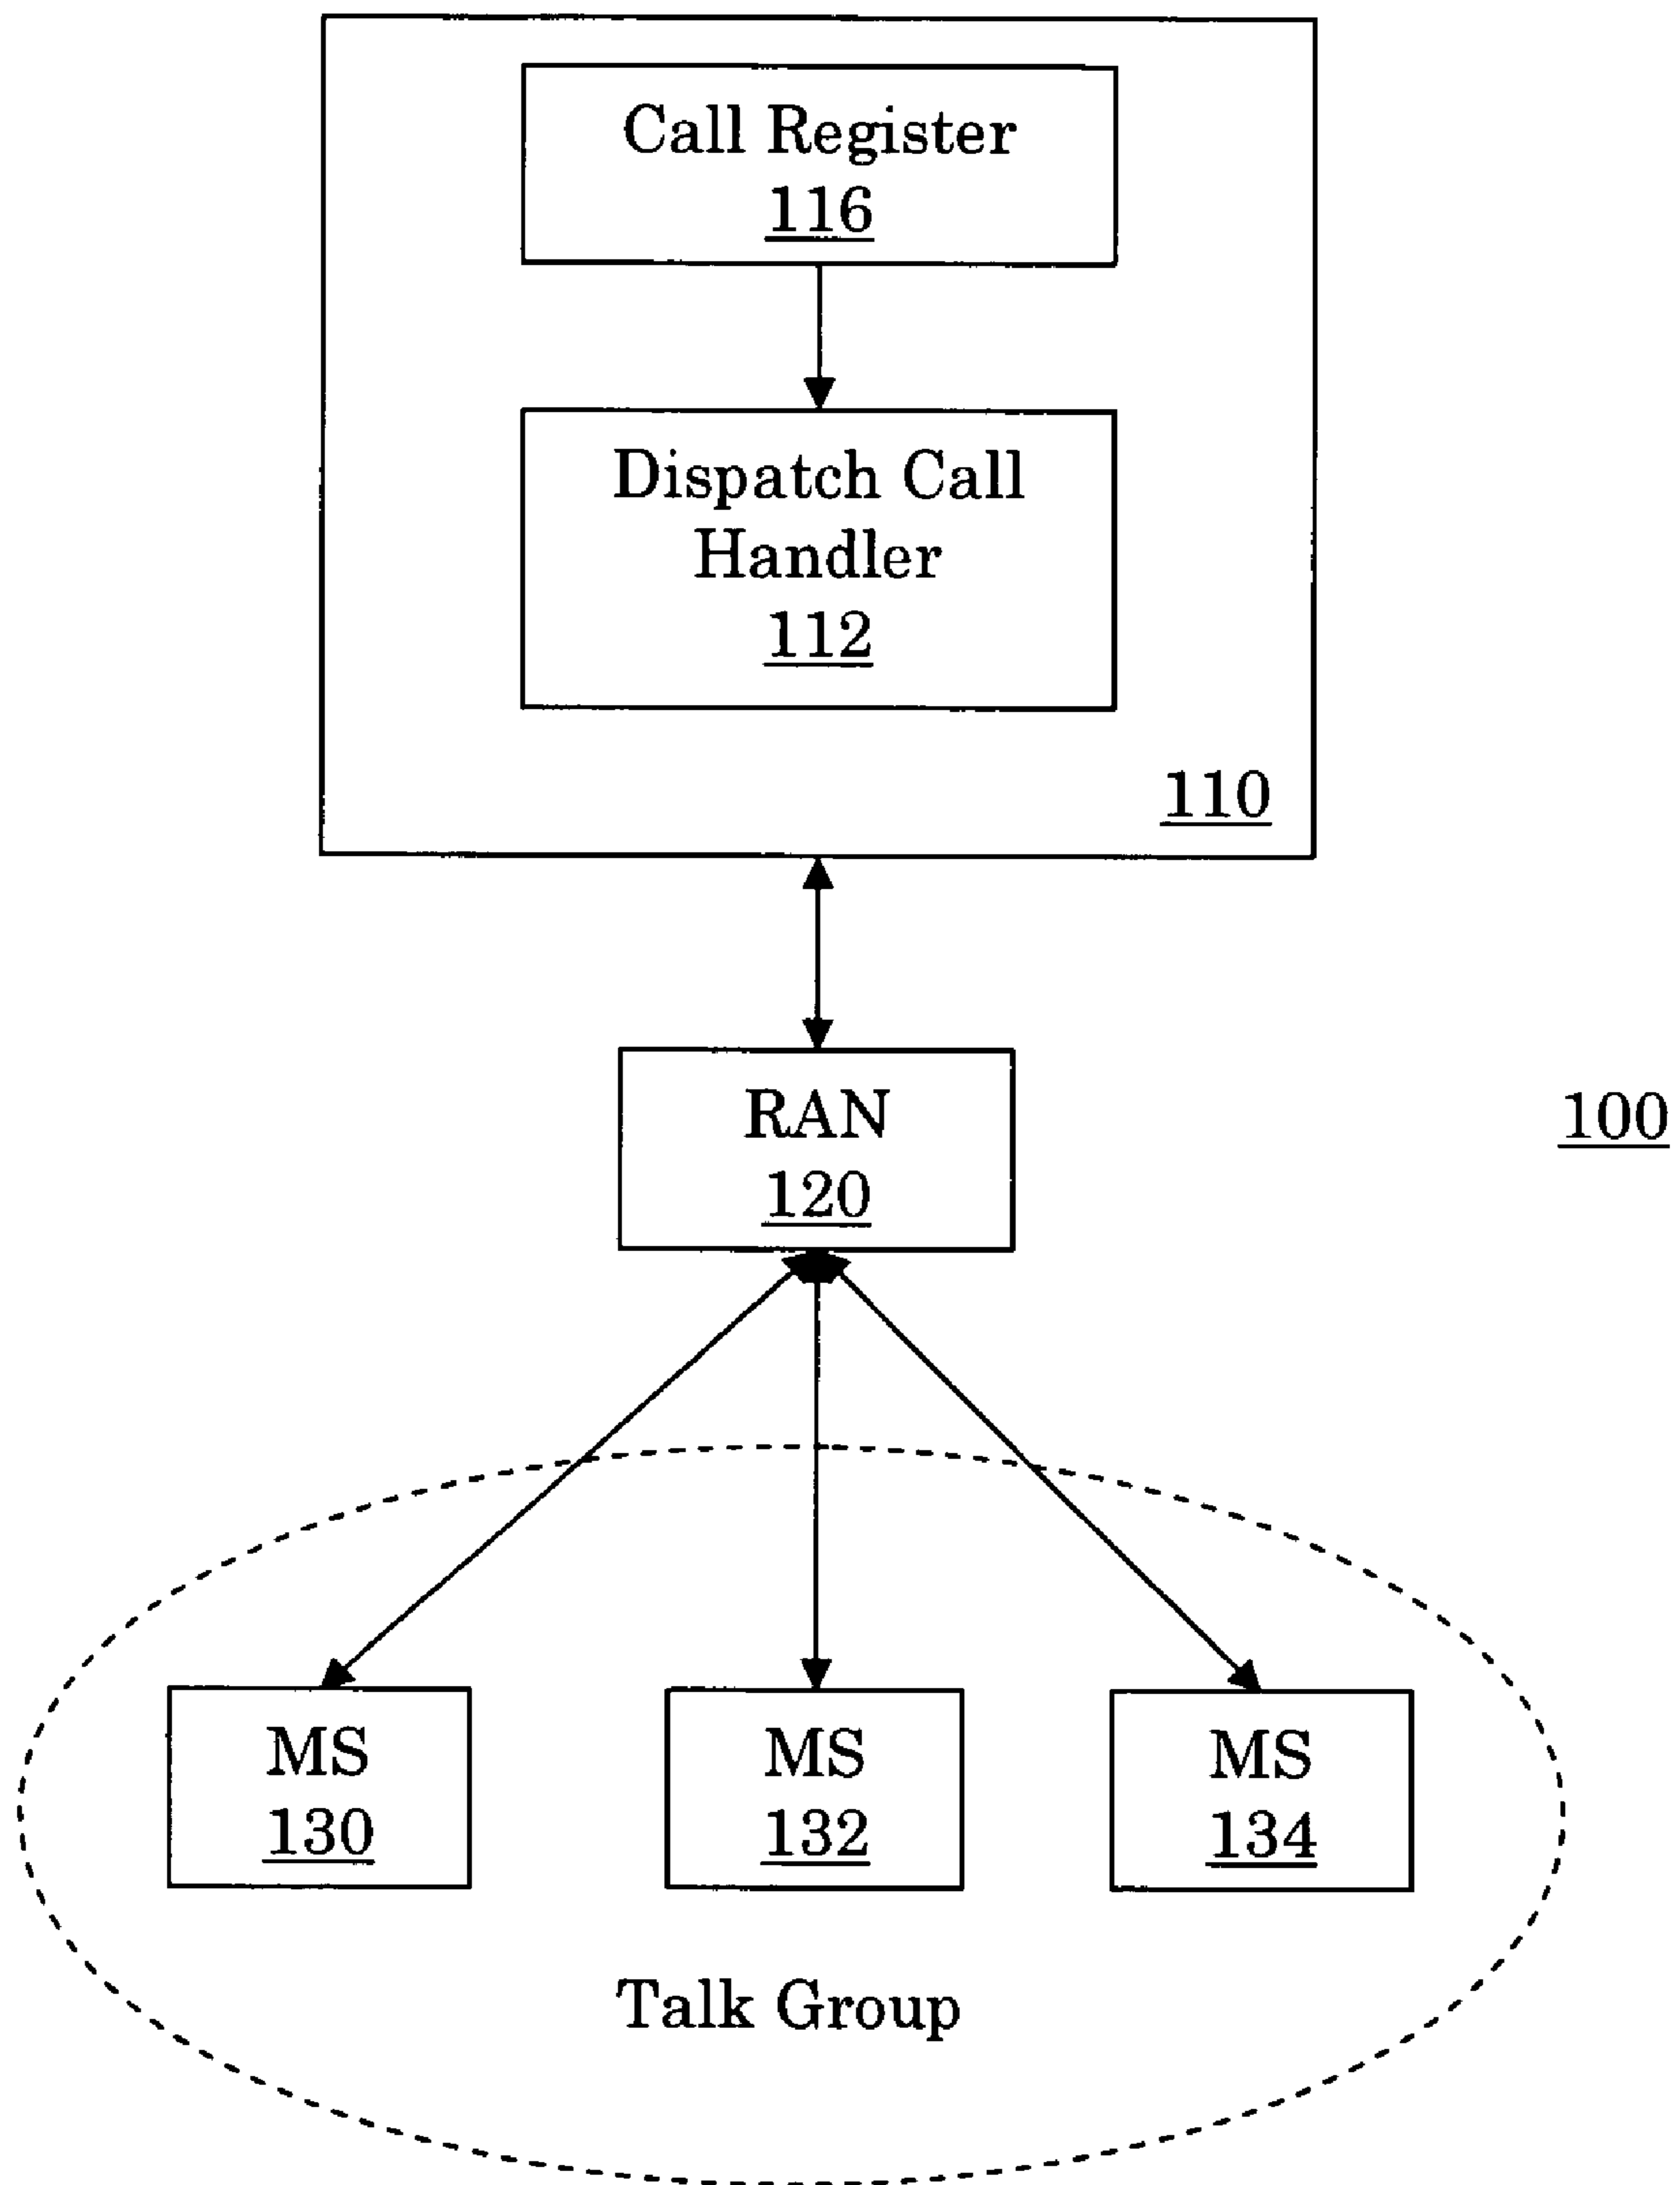 Call Register
116
Dispatch Call
Handler
112
110
RAN
120
100
MS
130
MS
132
MS
134
Talk Group